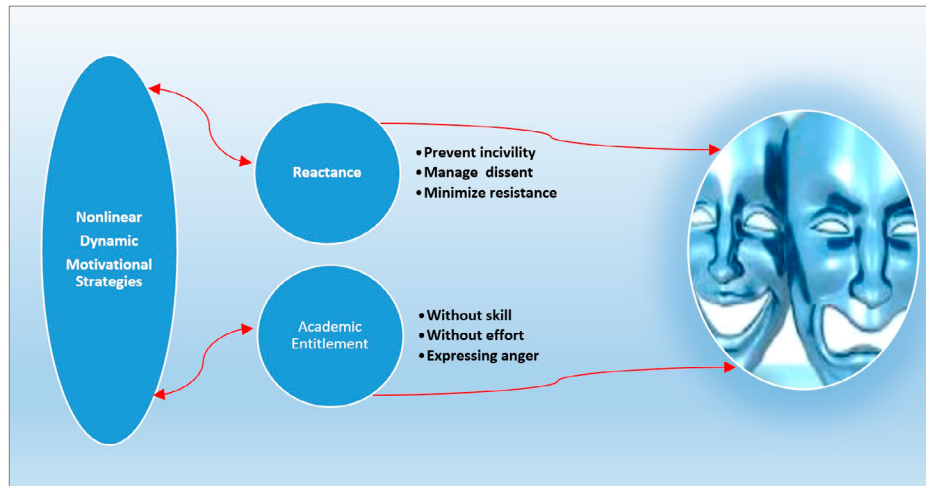 Nonlinear
Dynamic
Motivational
Strategies
Reactance
• Prevent incivility
• Manage dissent
• Minimize resistance
Academic
Entitlement
• Without skill
• Without effort
• Expressing anger